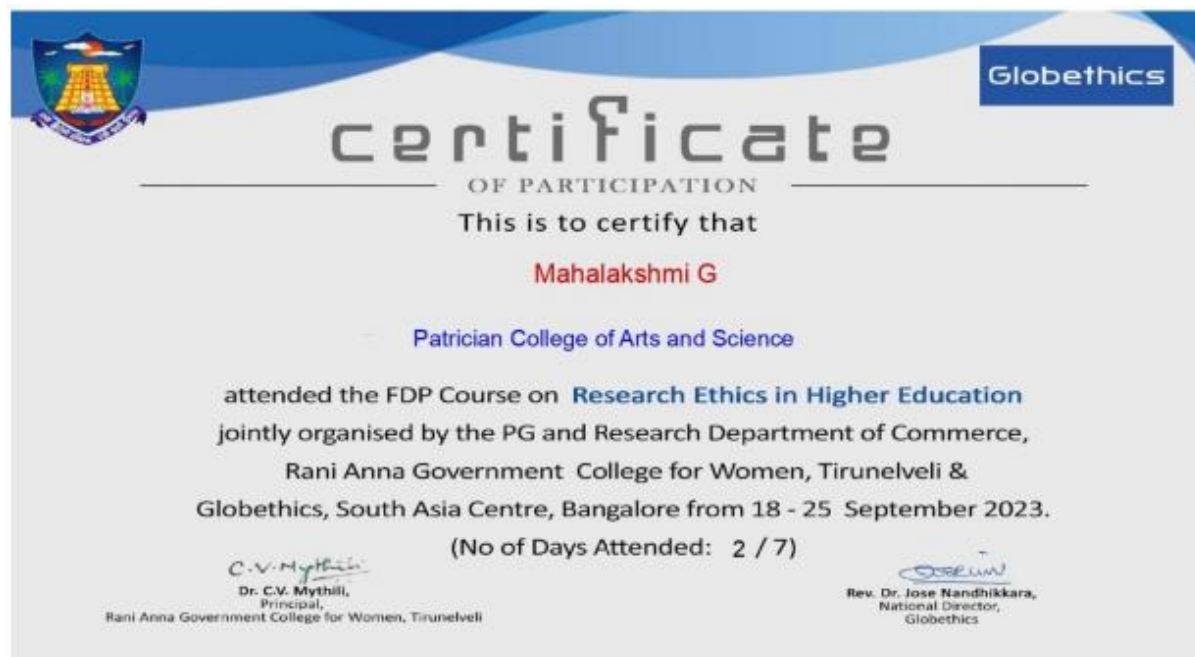 Globethics
certificate
OF PARTICIPATION
This is to certify that
Mahalakshmi G
Patrician College of Arts and Science
attended the FDP Course on Research Ethics in Higher Education
jointly organised by the PG and Research Department of Commerce,
Rani Anna Government College for Women, Tirunelveli &
Globethics, South Asia Centre, Bangalore from 18 - 25 September 2023.
(No of Days Attended: 2 / 7)
C.V. Mythili
Dr. C.V. Mythili,
Principal,
Rani Anna Government College for Women, Tirunelveli
Rev. Dr. Jose Nandhikkara,
National Director,
Globethics